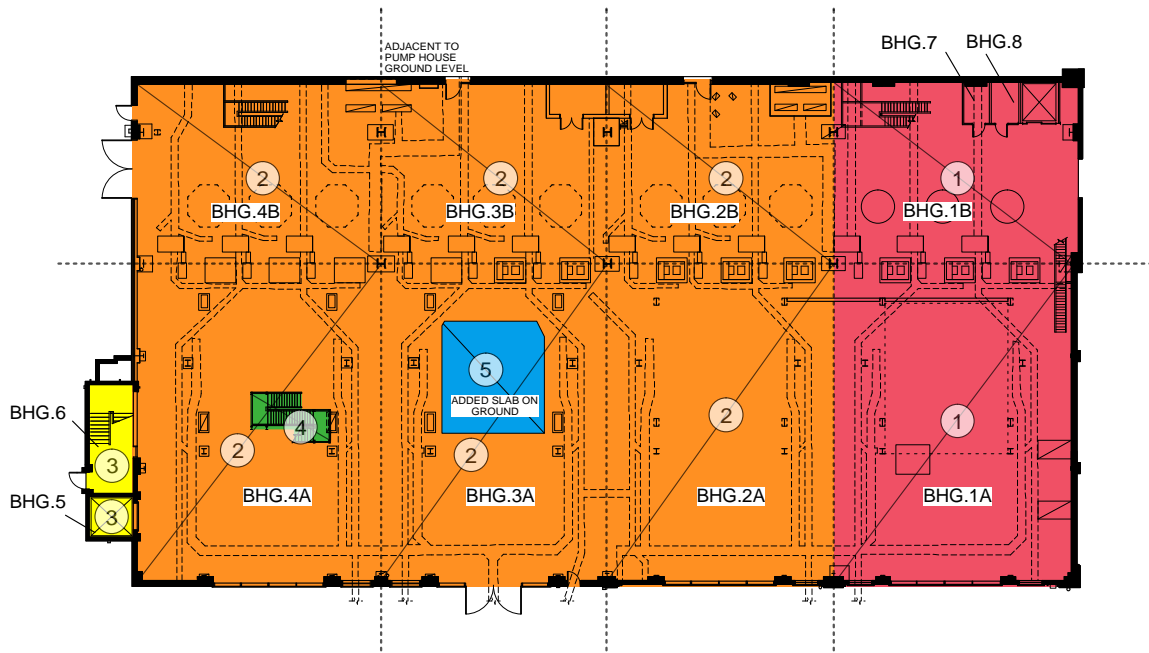 ADJACENT TO
PUMP HOUSE
GROUND LEVEL
BHG.7
BHG.8
2
2
2
1
BHG.4B
BHG.3B
BHG.2B
BHG.1B
5
ADDED SLAB ON
GROUND
BHG.6
4
2
2
2
1
3
BHG.4A
BHG.3A
BHG.2A
BHG.1A
BHG.5
3